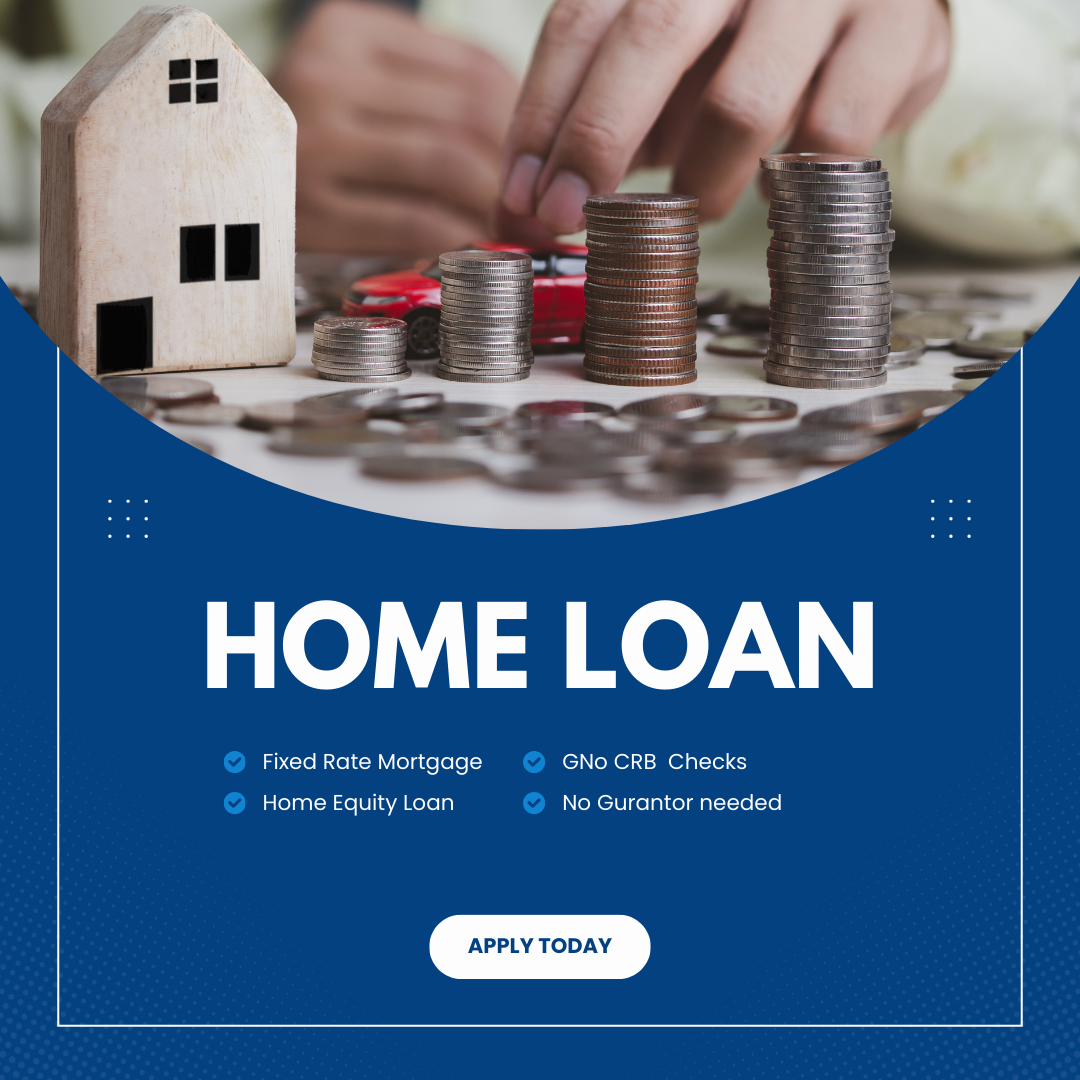 HOME LOAN
Fixed Rate Mortgage
GNo CRB  Checks
Home Equity Loan
No Gurantor needed
APPLY TODAY